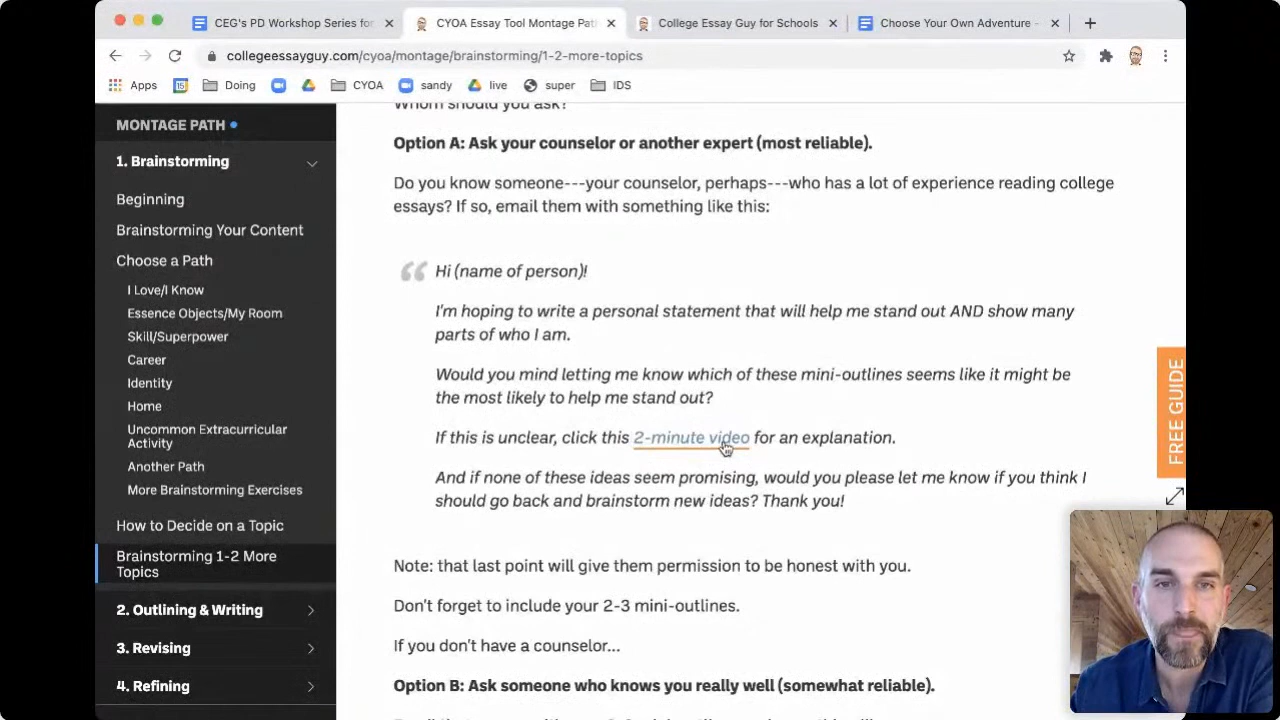 CEG's PD Workshop Series for
CYOA Essay Tool Montage Pat
College Essay Guy for Schools
Choose Your Own Adventure -
collegeessayguy.com/cyoa/montage/brainstorming/1-2-more-topics
Apps
Doing
CYOA
sandy
live
super
IDS
MONTAGE PATH
1. Brainstorming
Beginning
Brainstorming Your Content
Choose a Path
I Love/I Know
Essence Objects/My Room
Skill/Superpower
Career
Identity
Home
Uncommon Extracurricular
Activity
Another Path
More Brainstorming Exercises
How to Decide on a Topic
Brainstorming 1-2 More
Topics
2. Outlining & Writing
3. Revising
4. Refining
Whom should you ask?
Option A: Ask your counselor or another expert (most reliable).
Do you know someone---your counselor, perhaps---who has a lot of experience reading college
essays? If so, email them with something like this:
“ Hi (name of person)!
I'm hoping to write a personal statement that will help me stand out AND show many
parts of who I am.
Would you mind letting me know which of these mini-outlines seems like it might be
the most likely to help me stand out?
If this is unclear, click this 2-minute video for an explanation.
And if none of these ideas seem promising, would you please let me know if you think I
should go back and brainstorm new ideas? Thank you!
Note: that last point will give them permission to be honest with you.
Don't forget to include your 2-3 mini-outlines.
If you don't have a counselor...
Option B: Ask someone who knows you really well (somewhat reliable).
FREE GUIDE